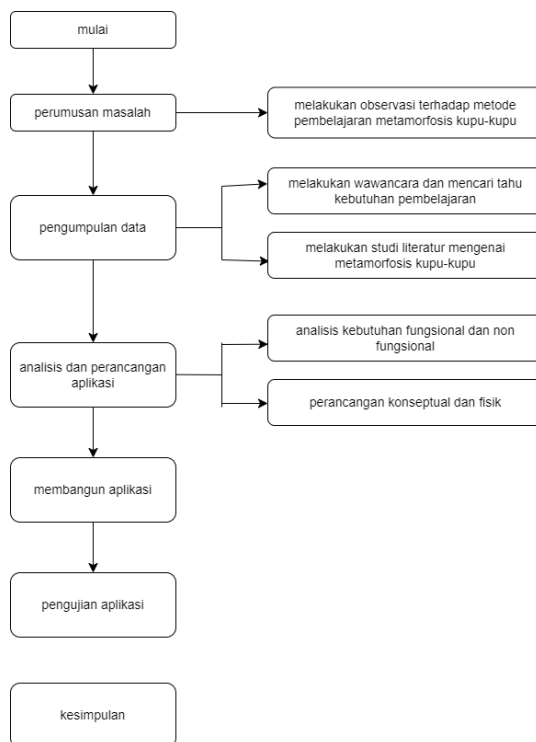 mulai
perumusan masalah
melakukan observasi terhadap metode
pembelajaran metamorfosis kupu-kupu
melakukan wawancara dan mencari tahu
kebutuhan pembelajaran
pengumpulan data
melakukan studi literatur mengenai
metamorfosis kupu-kupu
analisis kebutuhan fungsional dan non
fungsional
analisis dan perancangan
aplikasi
perancangan konseptual dan fisik
membangun aplikasi
pengujian aplikasi
kesimpulan